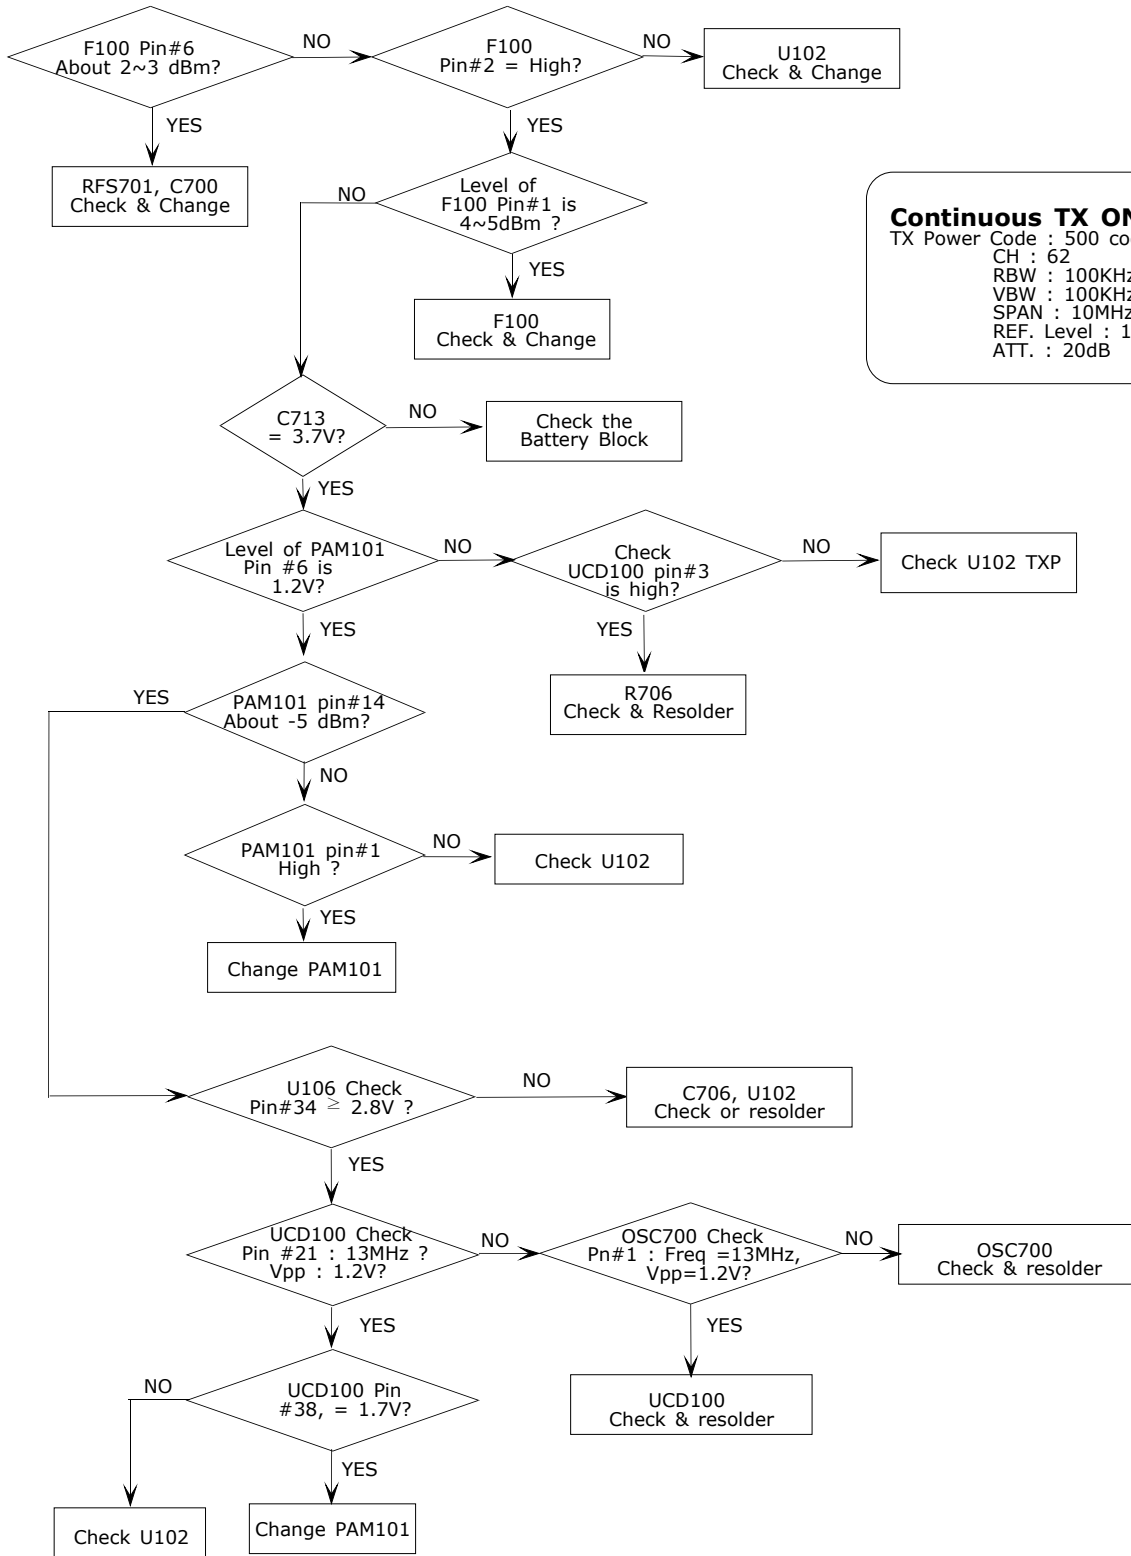 F100 Pin#6
About 2~3 dBm?
NO
F100
Pin#2 = High?
NO
U102
Check & Change
YES
RFS701, C700
Check & Change
YES
Level of
F100 Pin#1 is
4~5dBm ?
NO
YES
F100
Check & Change
Continuous TX ON
TX Power Code : 500 co
CH : 62
RBW : 100KHz
VBW : 100KHz
SPAN : 10MHz
REF. Level : 1
ATT. : 20dB
C713
= 3.7V?
NO
Check the
Battery Block
YES
Level of PAM101
Pin #6 is
1.2V?
NO
Check
UCD100 pin#3
is high?
NO
Check U102 TXP
YES
YES
R706
Check & Resolder
YES
PAM101 pin#14
About -5 dBm?
NO
PAM101 pin#1
High ?
NO
Check U102
YES
Change PAM101
U106 Check
Pin#34 ≥ 2.8V ?
NO
C706, U102
Check or resolder
YES
UCD100 Check
Pin #21 : 13MHz ?
Vpp : 1.2V?
NO
OSC700 Check
Pn#1 : Freq =13MHz,
Vpp=1.2V?
NO
OSC700
Check & resolder
YES
YES
UCD100
Check & resolder
NO
UCD100 Pin
#38, = 1.7V?
YES
Check U102
Change PAM101